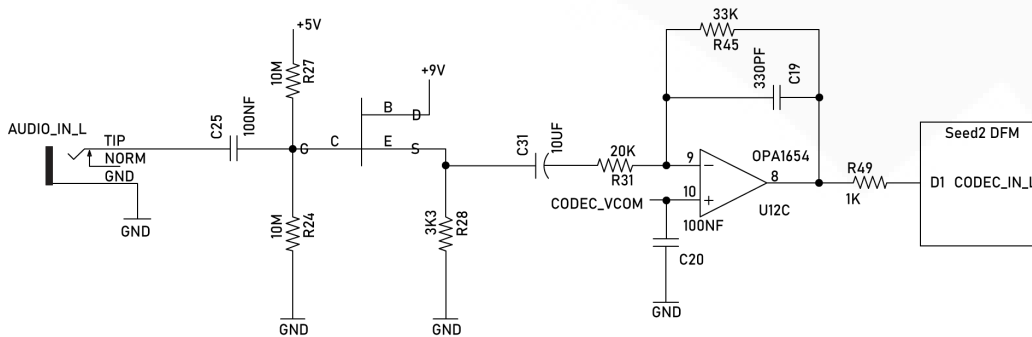 +5V
10M
R27
AUDIO_IN_L
TIP
NORM
GND
GND
C25
100NF
G
C
B
D
E
S
+9V
10M
R24
GND
3K3
R28
GND
C31
10UF
20K
R31
33K
R45
330PF
C19
9
10
8
OPA1654
U12C
CODEC_VCOM
100NF
C20
GND
R49
1K
Seed2 DFM
D1 CODEC_IN_L